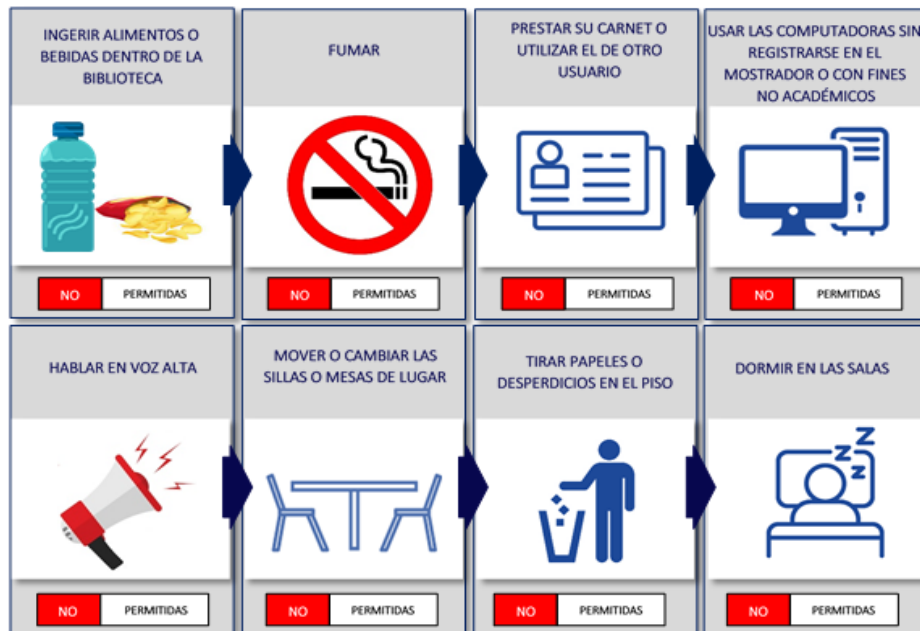 INGERIR ALIMENTOS O
BEBIDAS DENTRO DE LA
BIBLIOTECA
NO PERMITIDAS
FUMAR
NO PERMITIDAS
PRESTAR SU CARNET O
UTILIZAR EL DE OTRO
USUARIO
NO PERMITIDAS
USAR LAS COMPUTADORAS SIN
REGISTRARSE EN EL
MOSTRADOR O CON FINES
NO ACADÉMICOS
NO PERMITIDAS
HABLAR EN VOZ ALTA
NO PERMITIDAS
MOVER O CAMBIAR LAS
SILLAS O MESAS DE LUGAR
NO PERMITIDAS
TIRAR PAPELES O
DESPERDICIOS EN EL PISO
NO PERMITIDAS
DORMIR EN LAS SALAS
Z
Z
Z
NO PERMITIDAS